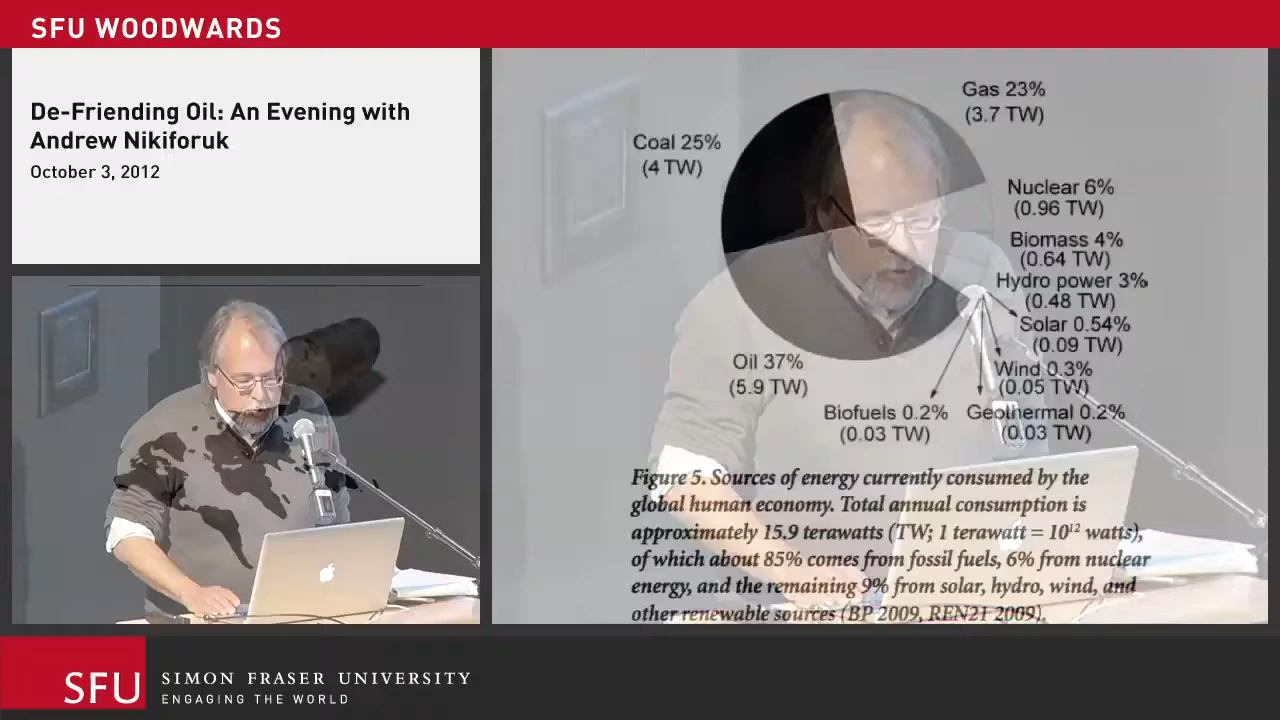 SFU WOODWARDS
De-Friending Oil: An Evening with
Andrew Nikiforuk
October 3, 2012
Gas 23%
(3.7 TW)
Coal 25%
(4 TW)
Nuclear 6%
(0.96 TW)
Biomass 4%
(0.64 TW)
Hydro power 3%
(0.48 TW)
Solar 0.54%
(0.09 TW)
Oil 37%
(5.9 TW)
Wind 0.3%
(0.05 TW)
Biofuels 0.2%
(0.03 TW)
Geothermal 0.2%
(0.03 TW)
Figure 5. Sources of energy currently consumed by the
global human economy. Total annual consumption is
approximately 15.9 terawatts (TW; 1 terawatt = 10¹² watts),
of which about 85% comes from fossil fuels, 6% from nuclear
energy, and the remaining 9% from solar, hydro, wind, and
other renewable sources (BP 2009, REN21 2009).
SFU
SIMON FRASER UNIVERSITY
ENGAGING THE WORLD